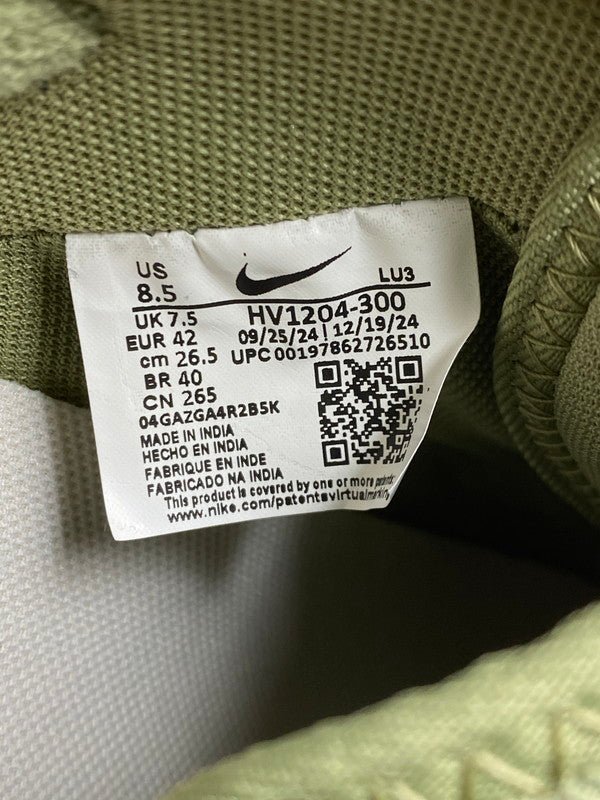 US
8.5
LU3
UK 7.5
HV1204-300
EUR 42
09/25/24 | 12/19/24
cm 26.5
UPC 00197862726510
BR 40
CN 265
04GAZGA4R2B5K
MADE IN INDIA
HECHO EN INDIA
FABRIQUE EN INDE
FABRICADO NA INDIA
This product is covered by one or more patents:
www.nike.com/patentsvirtual